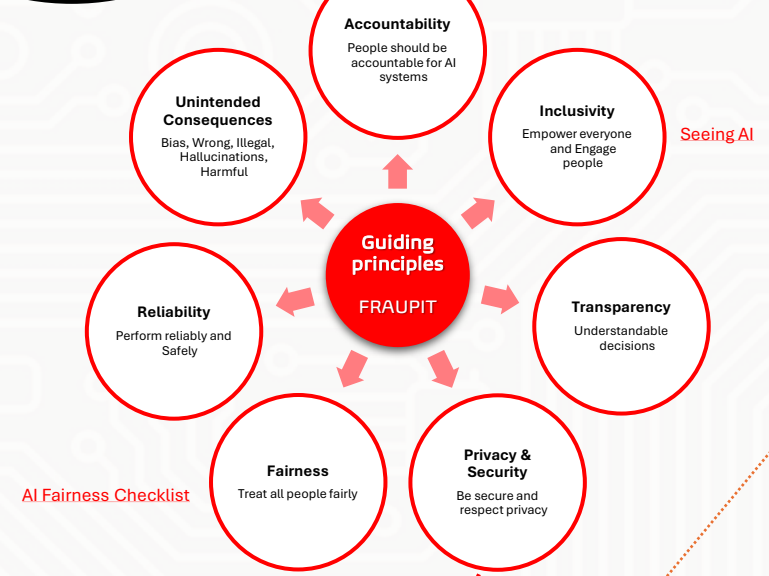 Accountability
People should be
accountable for AI
systems
Unintended
Consequences
Bias, Wrong, Illegal,
Hallucinations,
Harmful
Inclusivity
Empower everyone
and Engage
people
Seeing AI
Guiding
principles
FRAUPIT
Reliability
Perform reliably and
Safely
Transparency
Understandable
decisions
Fairness
Treat all people fairly
AI Fairness Checklist
Privacy &
Security
Be secure and
respect privacy